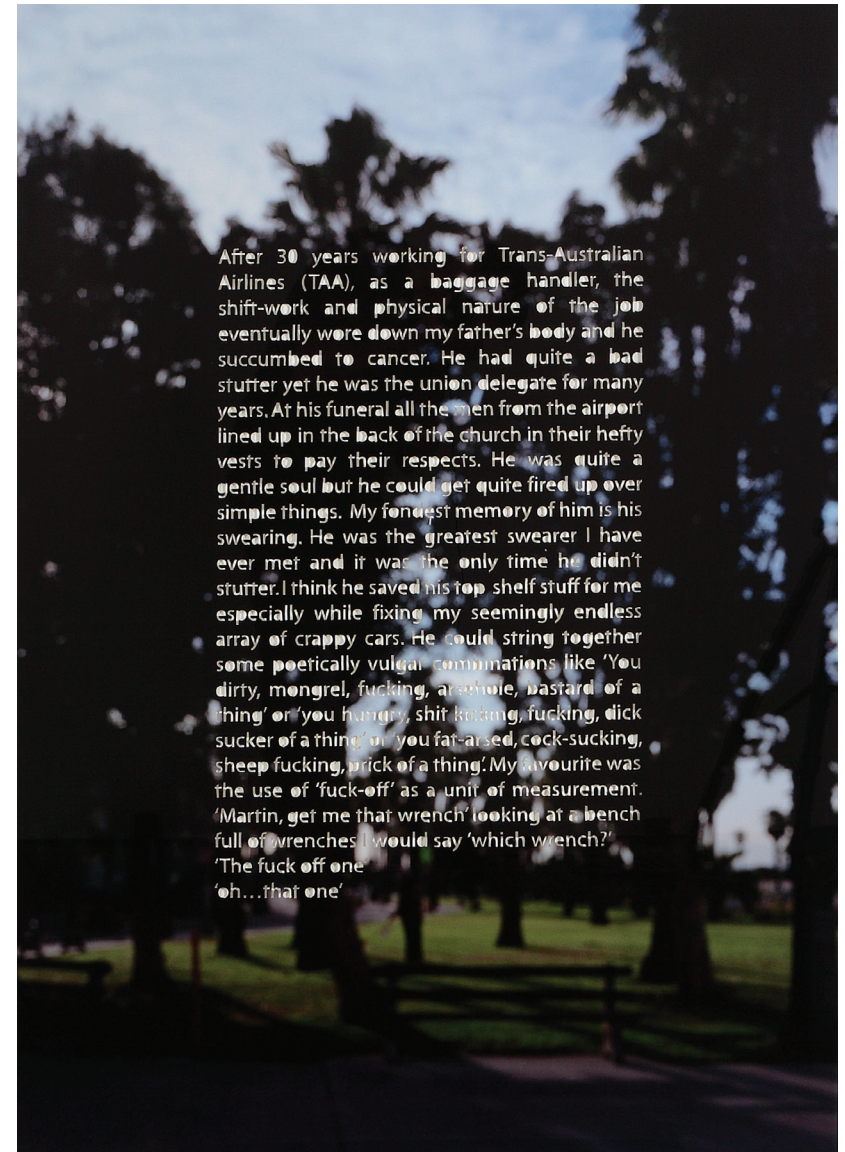 After 30 years working for Trans-Australian
Airlines (TAA), as a baggage handler, the
shift-work and physical nature of the job
eventually wore down my father's body and he
succumbed to cancer. He had quite a bad
stutter yet he was the union delegate for many
years. At his funeral all the men from the airport
lined up in the back of the church in their hefty
vests to pay their respects. He was quite a
gentle soul but he could get quite fired up over
simple things. My fondest memory of him is his
swearing. He was the greatest swearer I have
ever met and it was the only time he didn't
stutter. I think he saved his top shelf stuff for me
especially while fixing my seemingly endless
array of crappy cars. He could string together
some poetically vulgar combinations like 'You
dirty, mongrel, fucking, arsehole, bastard of a
thing' or 'you hungry, shit kicking, fucking, dick
sucker of a thing' or 'you fat-arsed, cock-sucking,
sheep fucking, prick of a thing'. My favourite was
the use of 'fuck-off' as a unit of measurement.
'Martin, get me that wrench' looking at a bench
full of wrenches I would say 'which wrench?'
'The fuck off one'
'oh...that one'